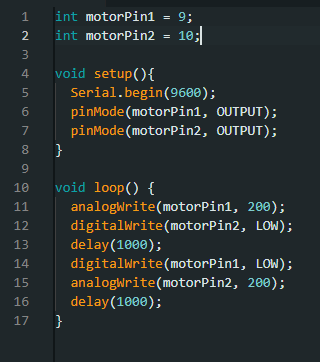 1 int motorPin1 = 9;
2 int motorPin2 = 10;
3
4 void setup(){
5   Serial.begin(9600);
6   pinMode(motorPin1, OUTPUT);
7   pinMode(motorPin2, OUTPUT);
8 }
9
10 void loop() {
11   analogWrite(motorPin1, 200);
12   digitalWrite(motorPin2, LOW);
13   delay(1000);
14   digitalWrite(motorPin1, LOW);
15   analogWrite(motorPin2, 200);
16   delay(1000);
17 }